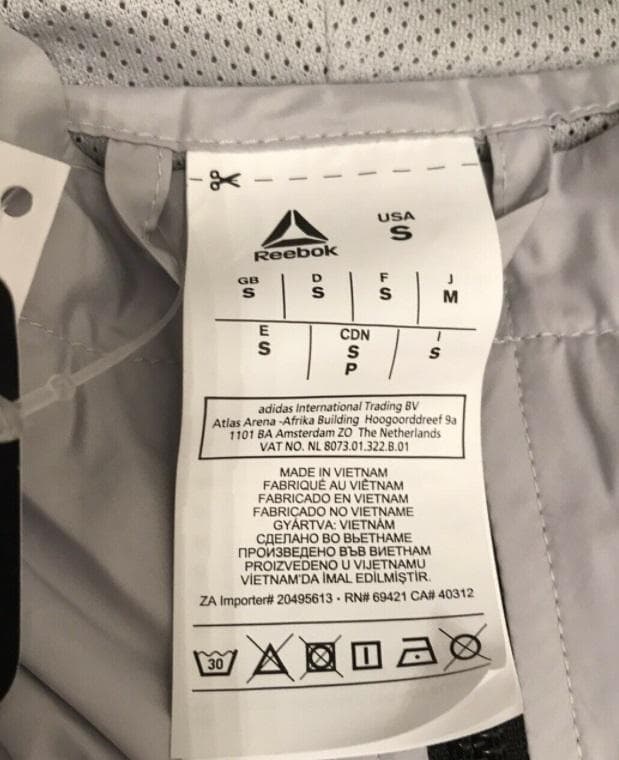 Reebok
USA
S
GB D F J
S S S M
E CDN I
S S S
P
adidas International Trading BV
Atlas Arena -Afrika Building Hoogoorddreef 9a
1101 BA Amsterdam ZO The Netherlands
VAT NO. NL 8073.01.322.B.01
MADE IN VIETNAM
FABRIQUÉ AU VIÊTNAM
FABRICADO EN VIETNAM
FABRICADO NO VIETNAME
GYÁRTVA: VIETNÁM
СДЕЛАНО ВО ВЬЕТНАМЕ
ПРОИЗВЕДЕНО ВЪВ ВИЕТНАМ
PROIZVEDENO U VIJETNAMU
VİETNAM'DA İMAL EDİLMİŞTİR.
ZA Importer# 20495613 · RN# 69421 CA# 40312
30